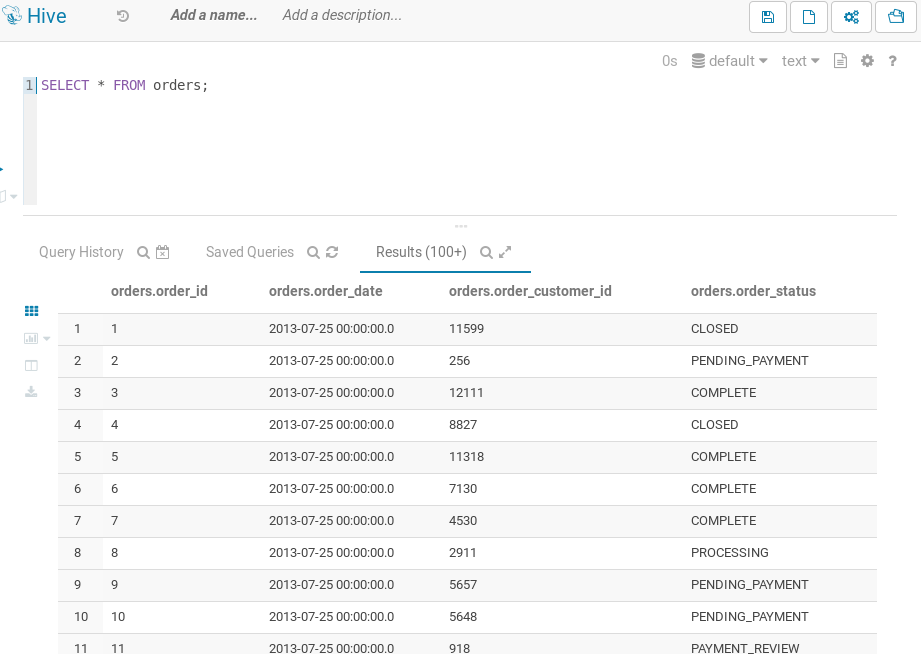 Hive Add a name... Add a description...
0s default text ?
1 SELECT * FROM orders;
Query History Saved Queries Results (100+)
orders.order_id orders.order_date orders.order_customer_id orders.order_status
1 1 2013-07-25 00:00:00.0 11599 CLOSED
2 2 2013-07-25 00:00:00.0 256 PENDING_PAYMENT
3 3 2013-07-25 00:00:00.0 12111 COMPLETE
4 4 2013-07-25 00:00:00.0 8827 CLOSED
5 5 2013-07-25 00:00:00.0 11318 COMPLETE
6 6 2013-07-25 00:00:00.0 7130 COMPLETE
7 7 2013-07-25 00:00:00.0 4530 COMPLETE
8 8 2013-07-25 00:00:00.0 2911 PROCESSING
9 9 2013-07-25 00:00:00.0 5657 PENDING_PAYMENT
10 10 2013-07-25 00:00:00.0 5648 PENDING_PAYMENT
11 11 2013-07-25 00:00:00.0 918 PAYMENT_REVIEW